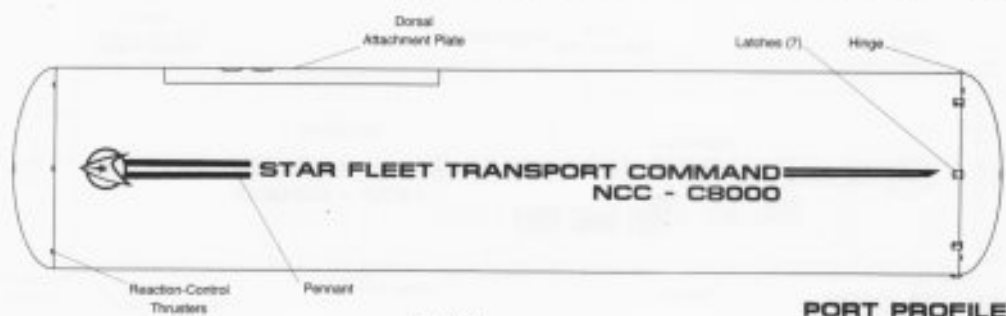 Dorsal
Attachment Plate
Latches (7)
Hinge
STAR FLEET TRANSPORT COMMAND
NCC - C8000
Reaction-Control
Thrusters
Pennant
PORT PROFILE